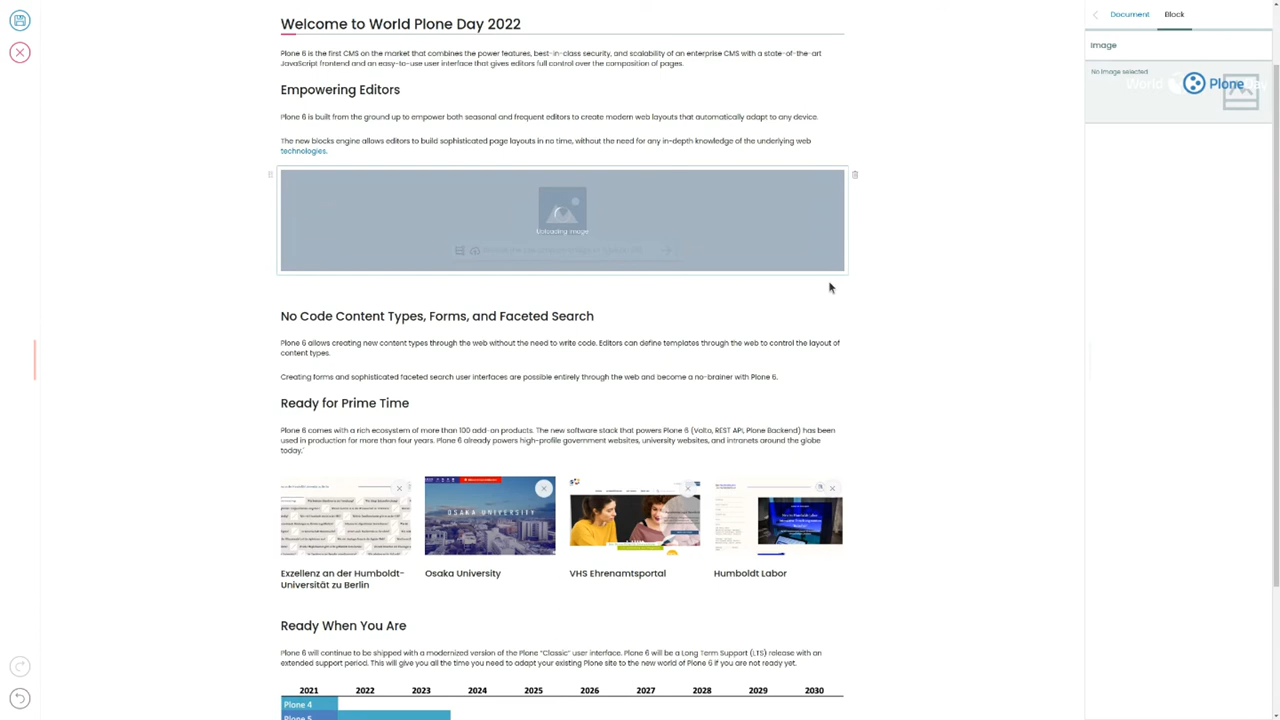 Welcome to World Plone Day 2022
Document
Block
Plone 6 is the first CMS on the market that combines the power features, best-in-class security, and scalability of an enterprise CMS with a state-of-the-art
JavaScript frontend and an easy-to-use user interface that gives editors full control over the composition of pages.
Image
No image selected
World Plone Day
Empowering Editors
Plone 6 is built from the ground up to empower both seasonal and frequent editors to create modern web layouts that automatically adapt to any device.
The new blocks engine allows editors to build sophisticated page layouts in no time, without the need for any in-depth knowledge of the underlying web
technologies.
Uploading image
No Code Content Types, Forms, and Faceted Search
Plone 6 allows creating new content types through the web without the need to write code. Editors can define templates through the web to control the layout of
content types.
Creating forms and sophisticated faceted search user interfaces are possible entirely through the web and become a no-brainer with Plone 6.
Ready for Prime Time
Plone 6 comes with a rich ecosystem of more than 100 add-on products. The new software stack that powers Plone 6 (Volto, REST API, Plone Backend) has been
used in production for more than four years. Plone 6 already powers high-profile government websites, university websites, and intranets around the globe
today.
OSAKA UNIVERSITY
Exzellenz an der Humboldt-
Universität zu Berlin
Osaka University
VHS Ehrenamtsportal
Humboldt Labor
Ready When You Are
Plone 6 will continue to be shipped with a modernized version of the Plone "Classic" user interface. Plone 6 will be a Long Term Support (LTS) release with an
extended support period. This will give you all the time you need to adapt your existing Plone site to the new world of Plone 6 if you are not ready yet.
2021 2022 2023 2024 2025 2026 2027 2028 2029 2030
Plone 4
Plone 5